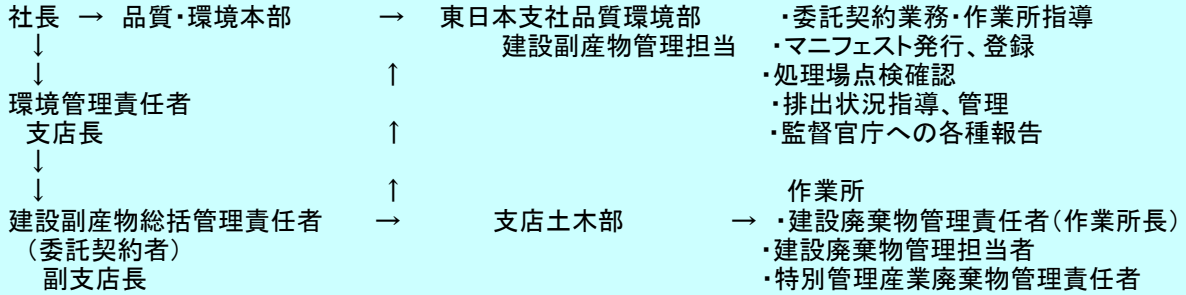 社長 → 品質・環境本部 → 東日本支社品質環境部 ・委託契約業務・作業所指導
↓ 建設副産物管理担当 ・マニフェスト発行、登録
↓ ↑ ・処理場点検確認
環境管理責任者 ・排出状況指導、管理
支店長 ↑ ・監督官庁への各種報告
↓
↓ ↑ 作業所
建設副産物総括管理責任者 → 支店土木部 → ・建設廃棄物管理責任者(作業所長)
(委託契約者) ・建設廃棄物管理担当者
副支店長 ・特別管理産業廃棄物管理責任者